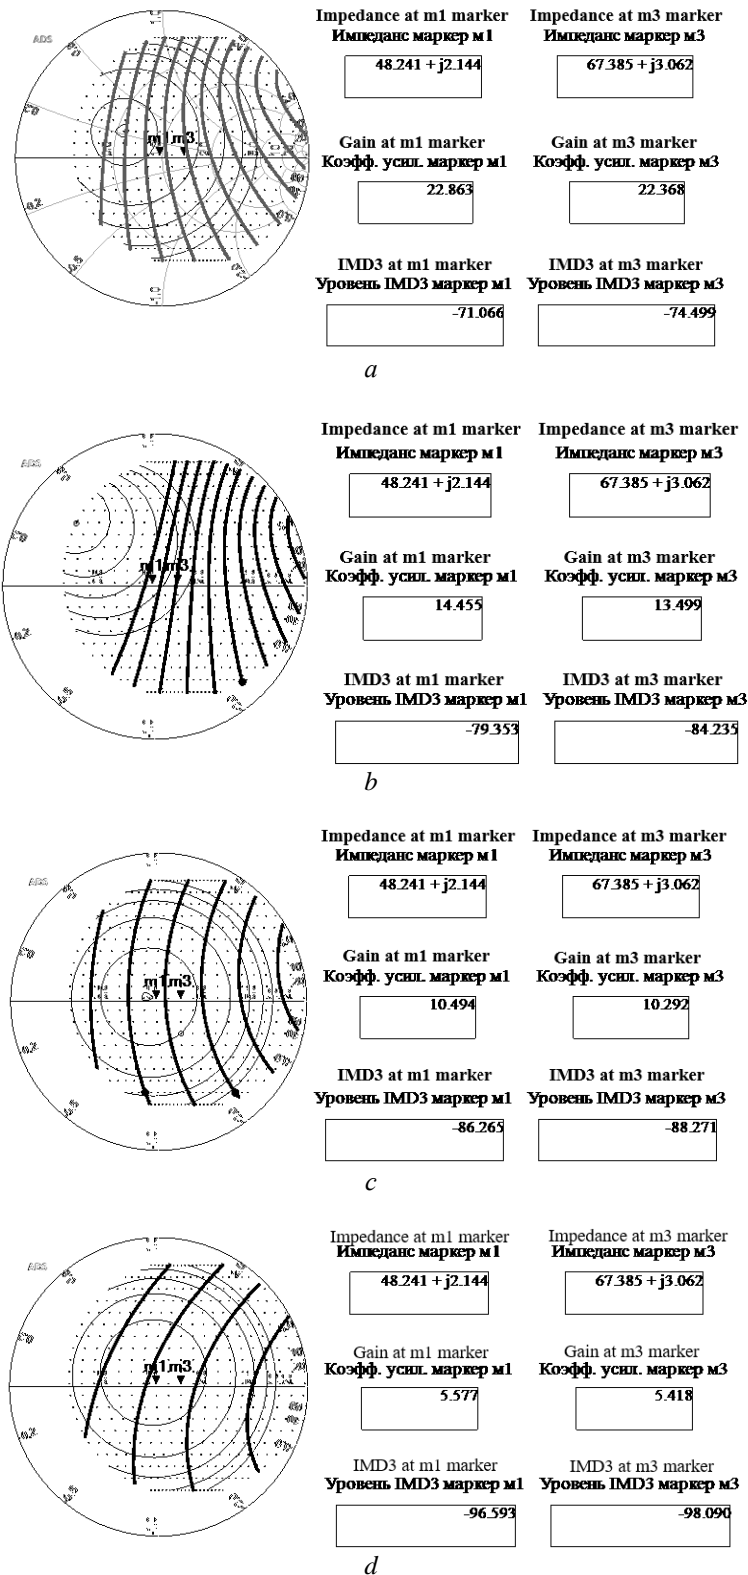 ADS
m1 m3
Impedance at m1 marker
Импеданс маркер м1
48.241 + j2.144
Impedance at m3 marker
Импеданс маркер м3
67.385 + j3.062
Gain at m1 marker
Коэфф. усил. маркер м1
22.863
Gain at m3 marker
Коэфф. усил. маркер м3
22.368
IMD3 at m1 marker
Уровень IMD3 маркер м1
-71.066
IMD3 at m3 marker
Уровень IMD3 маркер м3
-74.499
a
ADS
m1 m3
Impedance at m1 marker
Импеданс маркер м1
48.241 + j2.144
Impedance at m3 marker
Импеданс маркер м3
67.385 + j3.062
Gain at m1 marker
Коэфф. усил. маркер м1
14.455
Gain at m3 marker
Коэфф. усил. маркер м3
13.499
IMD3 at m1 marker
Уровень IMD3 маркер м1
-79.353
IMD3 at m3 marker
Уровень IMD3 маркер м3
-84.235
b
ADS
m1 m3
Impedance at m1 marker
Импеданс маркер м1
48.241 + j2.144
Impedance at m3 marker
Импеданс маркер м3
67.385 + j3.062
Gain at m1 marker
Коэфф. усил. маркер м1
10.494
Gain at m3 marker
Коэфф. усил. маркер м3
10.292
IMD3 at m1 marker
Уровень IMD3 маркер м1
-86.265
IMD3 at m3 marker
Уровень IMD3 маркер м3
-88.271
c
ADS
m1 m3
Impedance at m1 marker
Импеданс маркер м1
48.241 + j2.144
Impedance at m3 marker
Импеданс маркер м3
67.385 + j3.062
Gain at m1 marker
Коэфф. усил. маркер м1
5.577
Gain at m3 marker
Коэфф. усил. маркер м3
5.418
IMD3 at m1 marker
Уровень IMD3 маркер м1
-96.593
IMD3 at m3 marker
Уровень IMD3 маркер м3
-98.090
d